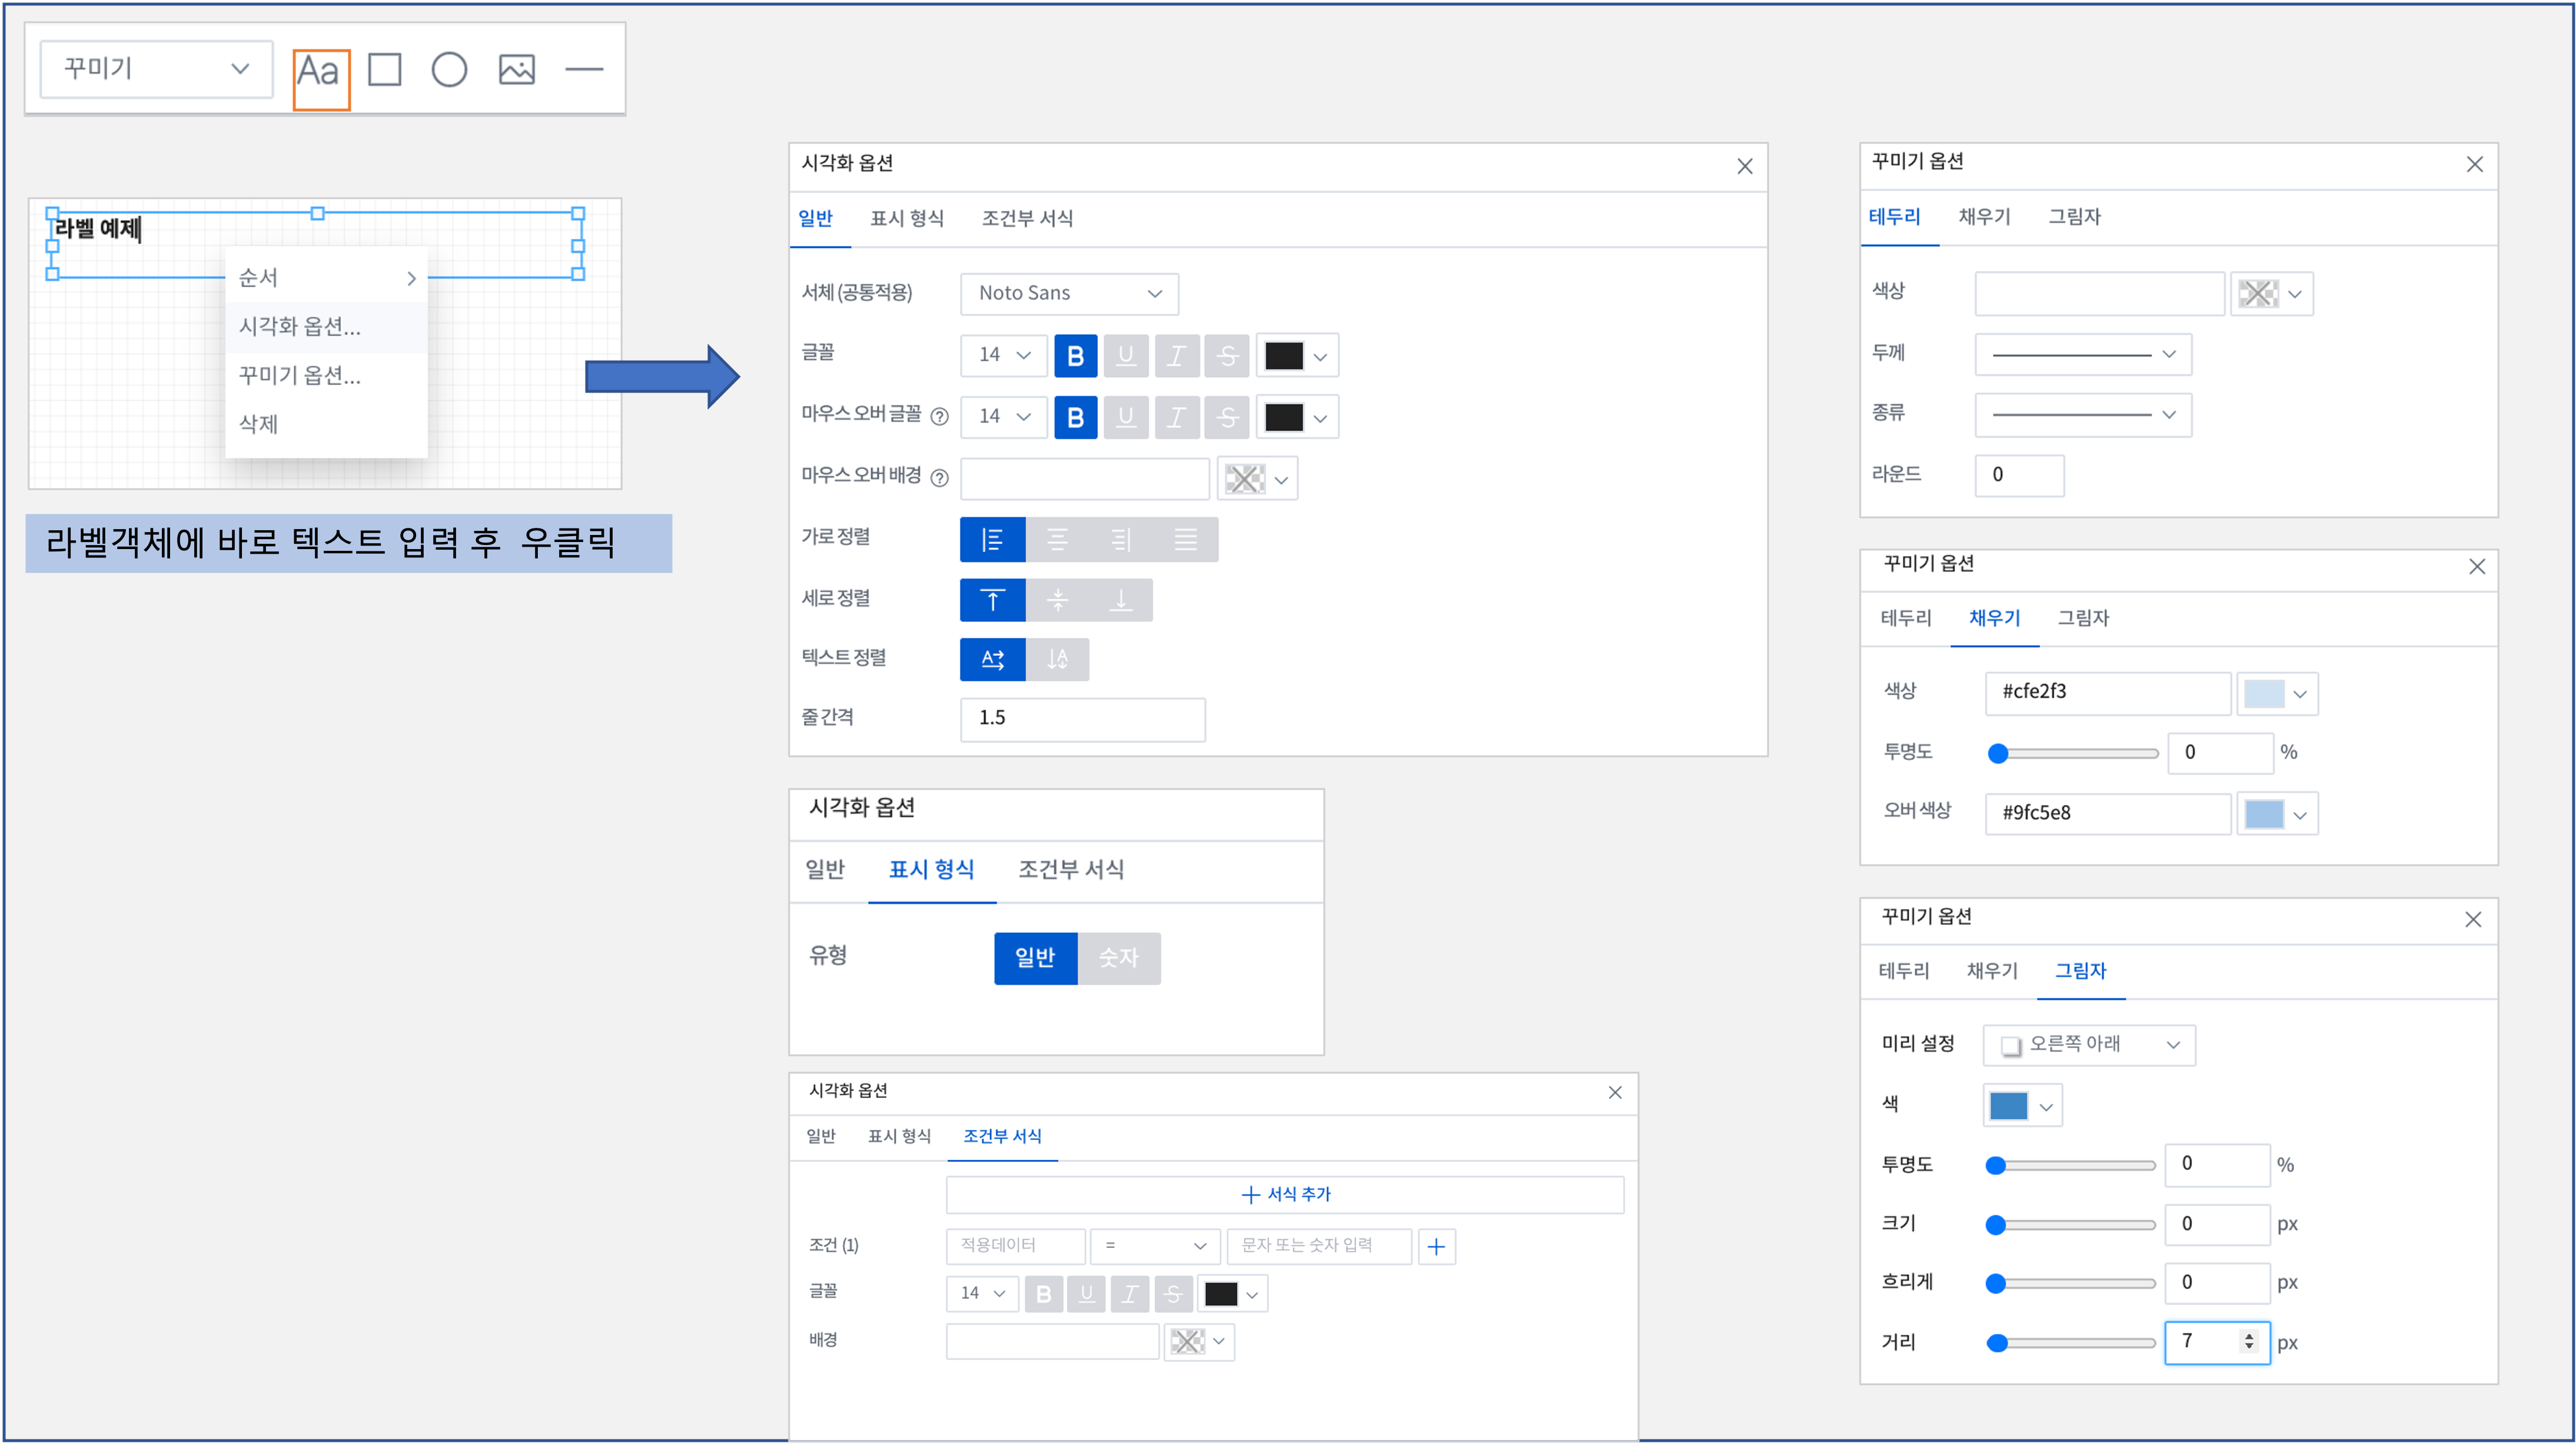 꾸미기
Aa
라벨 예제
순서
시각화 옵션...
꾸미기 옵션...
삭제
라벨객체에 바로 텍스트 입력 후 우클릭
시각화 옵션
일반 표시 형식 조건부 서식
서체 (공통적용) Noto Sans
글꼴 14 B U I S
마우스 오버 글꼴 ? 14 B U I S
마우스 오버 배경 ?
가로 정렬
세로 정렬
텍스트 정렬
줄 간격 1.5
시각화 옵션
일반 표시 형식 조건부 서식
유형 일반 숫자
시각화 옵션
일반 표시 형식 조건부 서식
+ 서식 추가
조건 (1) 적용데이터 = 문자 또는 숫자 입력 +
글꼴 14 B U I S
배경
꾸미기 옵션
테두리 채우기 그림자
색상
두께
종류
라운드 0
꾸미기 옵션
테두리 채우기 그림자
색상 #cfe2f3
투명도 0 %
오버 색상 #9fc5e8
꾸미기 옵션
테두리 채우기 그림자
미리 설정 오른쪽 아래
색
투명도 0 %
크기 0 px
흐리게 0 px
거리 7 px